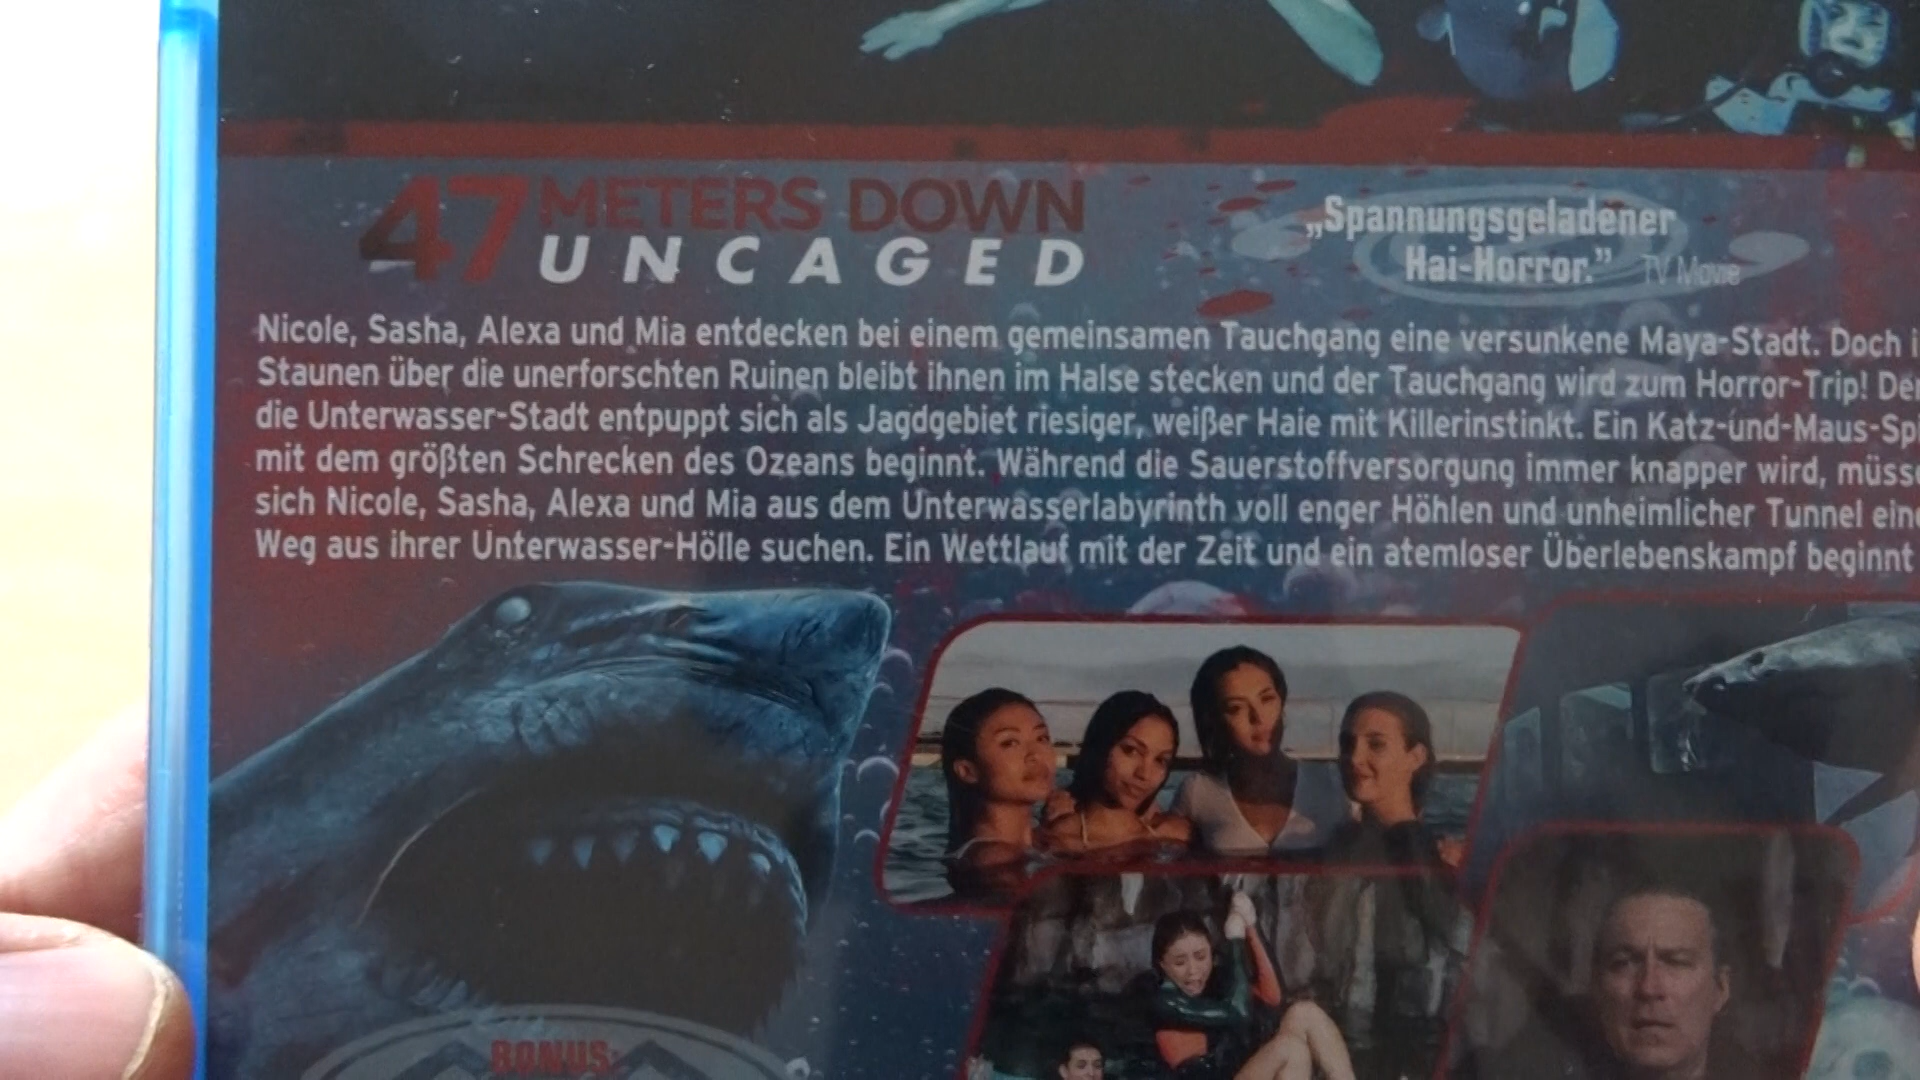 47 METERS DOWN
UNCAGED
„Spannungsgeladener
Hai-Horror.” TV Movie
Nicole, Sasha, Alexa und Mia entdecken bei einem gemeinsamen Tauchgang eine versunkene Maya-Stadt. Doch
Staunen über die unerforschten Ruinen bleibt ihnen im Halse stecken und der Tauchgang wird zum Horror-Trip!
die Unterwasser-Stadt entpuppt sich als Jagdgebiet riesiger, weißer Haie mit Killerinstinkt. Ein Katz-und-Maus-
mit dem größten Schrecken des Ozeans beginnt. Während die Sauerstoffversorgung immer knapper wird,
sich Nicole, Sasha, Alexa und Mia aus dem Unterwasserlabyrinth voll enger Höhlen und unheimlicher Tunnel
Weg aus ihrer Unterwasser-Hölle suchen. Ein Wettlauf mit der Zeit und ein atemloser Überlebenskampf beginnt
BONUS: